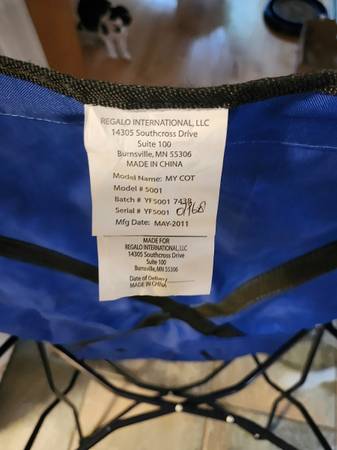 REGALO INTERNATIONAL, LLC
14305 Southcross Drive
Suite 100
Burnsville, MN 55306
MADE IN CHINA
Model Name: MY COT
Model # 5001
Batch # YF5001 7438
Serial # YF5001 0968
Mfg Date: MAY-2011
MADE FOR
REGALO INTERNATIONAL, LLC
14305 Southcross Drive
Suite 100
Burnsville, MN 55306
Date of Delivery
MADE IN CHINA